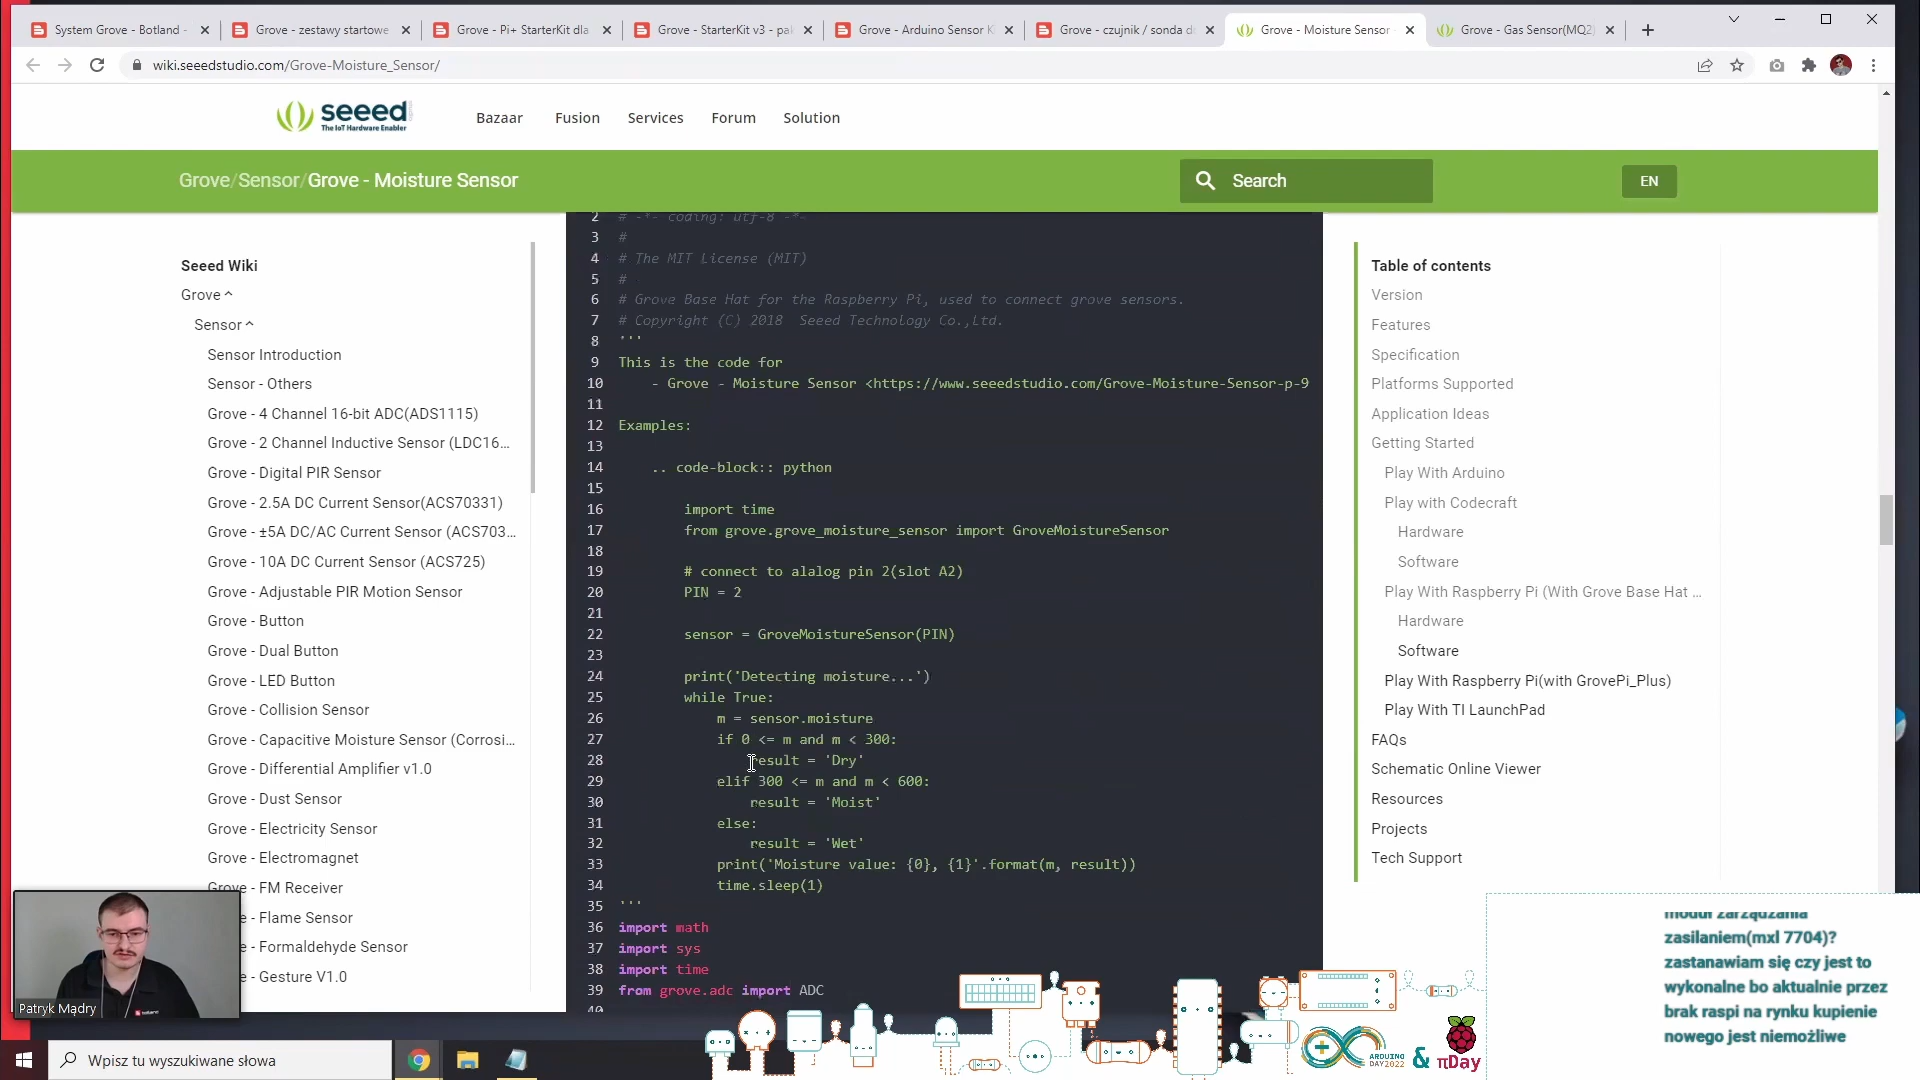 System Grove - Botland -
Grove - zestawy startowe
Grove - Pi+ StarterKit dla
Grove - StarterKit v3 - pak
Grove - Arduino Sensor K
Grove - czujnik / sonda d
Grove - Moisture Sensor
Grove - Gas Sensor(MQ2)
wiki.seeedstudio.com/Grove-Moisture_Sensor/
seeed
The IoT Hardware Enabler
Bazaar
Fusion
Services
Forum
Solution
Grove/Sensor/Grove - Moisture Sensor
Search
EN
Seeed Wiki
Grove
Sensor
Sensor Introduction
Sensor - Others
Grove - 4 Channel 16-bit ADC(ADS1115)
Grove - 2 Channel Inductive Sensor (LDC16...
Grove - Digital PIR Sensor
Grove - 2.5A DC Current Sensor(ACS70331)
Grove - ±5A DC/AC Current Sensor (ACS703...
Grove - 10A DC Current Sensor (ACS725)
Grove - Adjustable PIR Motion Sensor
Grove - Button
Grove - Dual Button
Grove - LED Button
Grove - Collision Sensor
Grove - Capacitive Moisture Sensor (Corrosi...
Grove - Differential Amplifier v1.0
Grove - Dust Sensor
Grove - Electricity Sensor
Grove - Electromagnet
Grove - FM Receiver
e - Flame Sensor
e - Formaldehyde Sensor
e - Gesture V1.0
2 # -*- coding: utf-8 -*-
3 #
4 # The MIT License (MIT)
5 #
6 # Grove Base Hat for the Raspberry Pi, used to connect grove sensors.
7 # Copyright (C) 2018  Seeed Technology Co.,Ltd.
8 '''
9 This is the code for
10     - Grove - Moisture Sensor <https://www.seeedstudio.com/Grove-Moisture-Sensor-p-9
11
12 Examples:
13
14     .. code-block:: python
15
16         import time
17         from grove.grove_moisture_sensor import GroveMoistureSensor
18
19         # connect to alalog pin 2(slot A2)
20         PIN = 2
21
22         sensor = GroveMoistureSensor(PIN)
23
24         print('Detecting moisture...')
25         while True:
26             m = sensor.moisture
27             if 0 <= m and m < 300:
28                 result = 'Dry'
29             elif 300 <= m and m < 600:
30                 result = 'Moist'
31             else:
32                 result = 'Wet'
33             print('Moisture value: {0}, {1}'.format(m, result))
34             time.sleep(1)
35 '''
36 import math
37 import sys
38 import time
39 from grove.adc import ADC
40
Table of contents
Version
Features
Specification
Platforms Supported
Application Ideas
Getting Started
Play With Arduino
Play with Codecraft
Hardware
Software
Play With Raspberry Pi (With Grove Base Hat ...
Hardware
Software
Play With Raspberry Pi(with GrovePi_Plus)
Play With TI LaunchPad
FAQs
Schematic Online Viewer
Resources
Projects
Tech Support
Patryk Mądry
moduł zarządzania
zasilaniem(mxl 7704)?
zastanawiam się czy jest to
wykonalne bo aktualnie przez
brak raspi na rynku kupienie
nowego jest niemożliwe
ARDUINO
DAY2022
&
πDay
Wpisz tu wyszukiwane słowa